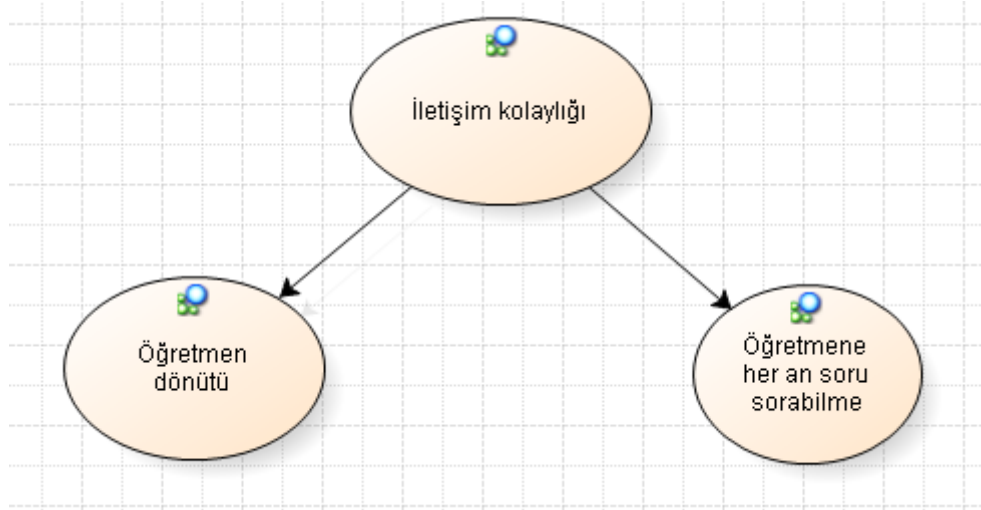 İletişim kolaylığı
Öğretmen
dönütü
Öğretmene
her an soru
sorabilme